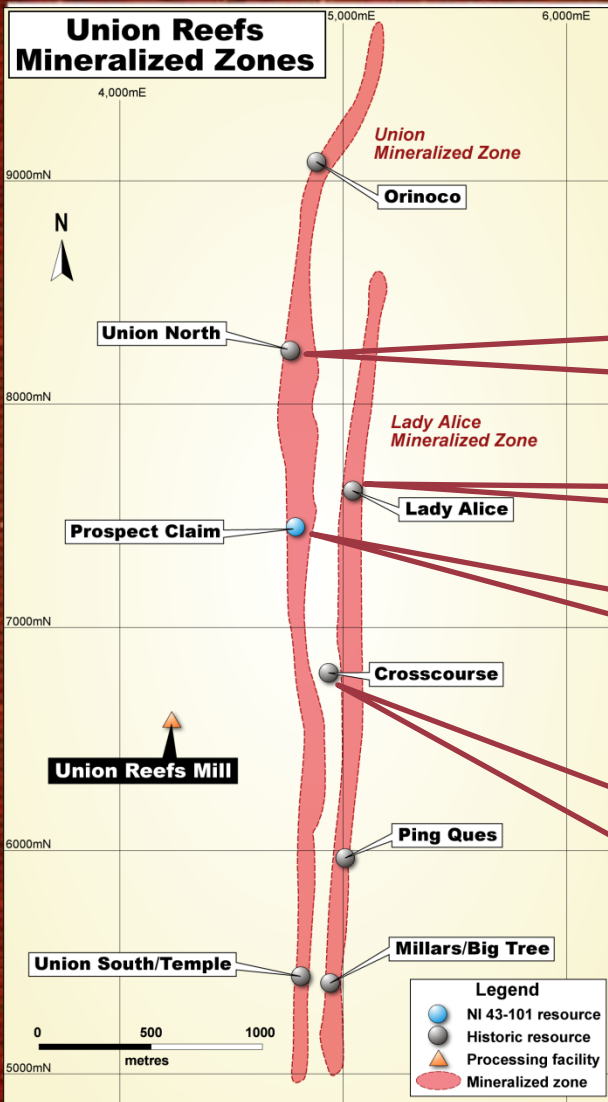 Union Reefs
Mineralized Zones
4,000mE
5,000mE
6,000mE
Union
Mineralized Zone
9000mN
Orinoco
N
Union North
8000mN
Lady Alice
Mineralized Zone
Lady Alice
Prospect Claim
7000mN
Crosscourse
Union Reefs Mill
Ping Ques
6000mN
Millars/Big Tree
Union South/Temple
Legend
NI 43-101 resource
Historic resource
Processing facility
Mineralized zone
0 500 1000
metres
5000mN